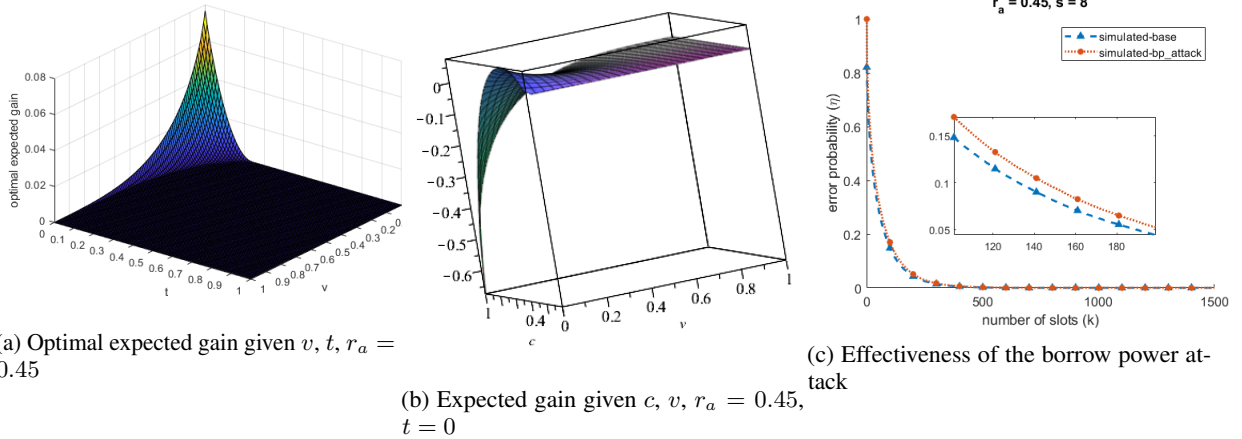 0.08
0.06
0.04
0.02
0
optimal expected gain
0 0.1 0.2 0.3 0.4 0.5 0.6 0.7 0.8 0.9 1
t
1 0.9 0.8 0.7 0.6 0.5 0.4 0.3 0.2 0
v
(a) Optimal expected gain given v, t, r_a =
0.45
0
−0.1
−0.2
−0.3
−0.4
−0.5
−0.6
1 0.4
c
0 0.2 0.4 0.6 0.8 1
v
(b) Expected gain given c, v, r_a = 0.45,
t = 0
r_a = 0.45, s = 8
simulated-base
simulated-bp_attack
1
0.8
0.6
0.4
0.2
0
error probability (η)
0.15
0.1
0.05
120 140 160 180
0 500 1000 1500
number of slots (k)
(c) Effectiveness of the borrow power at-
tack